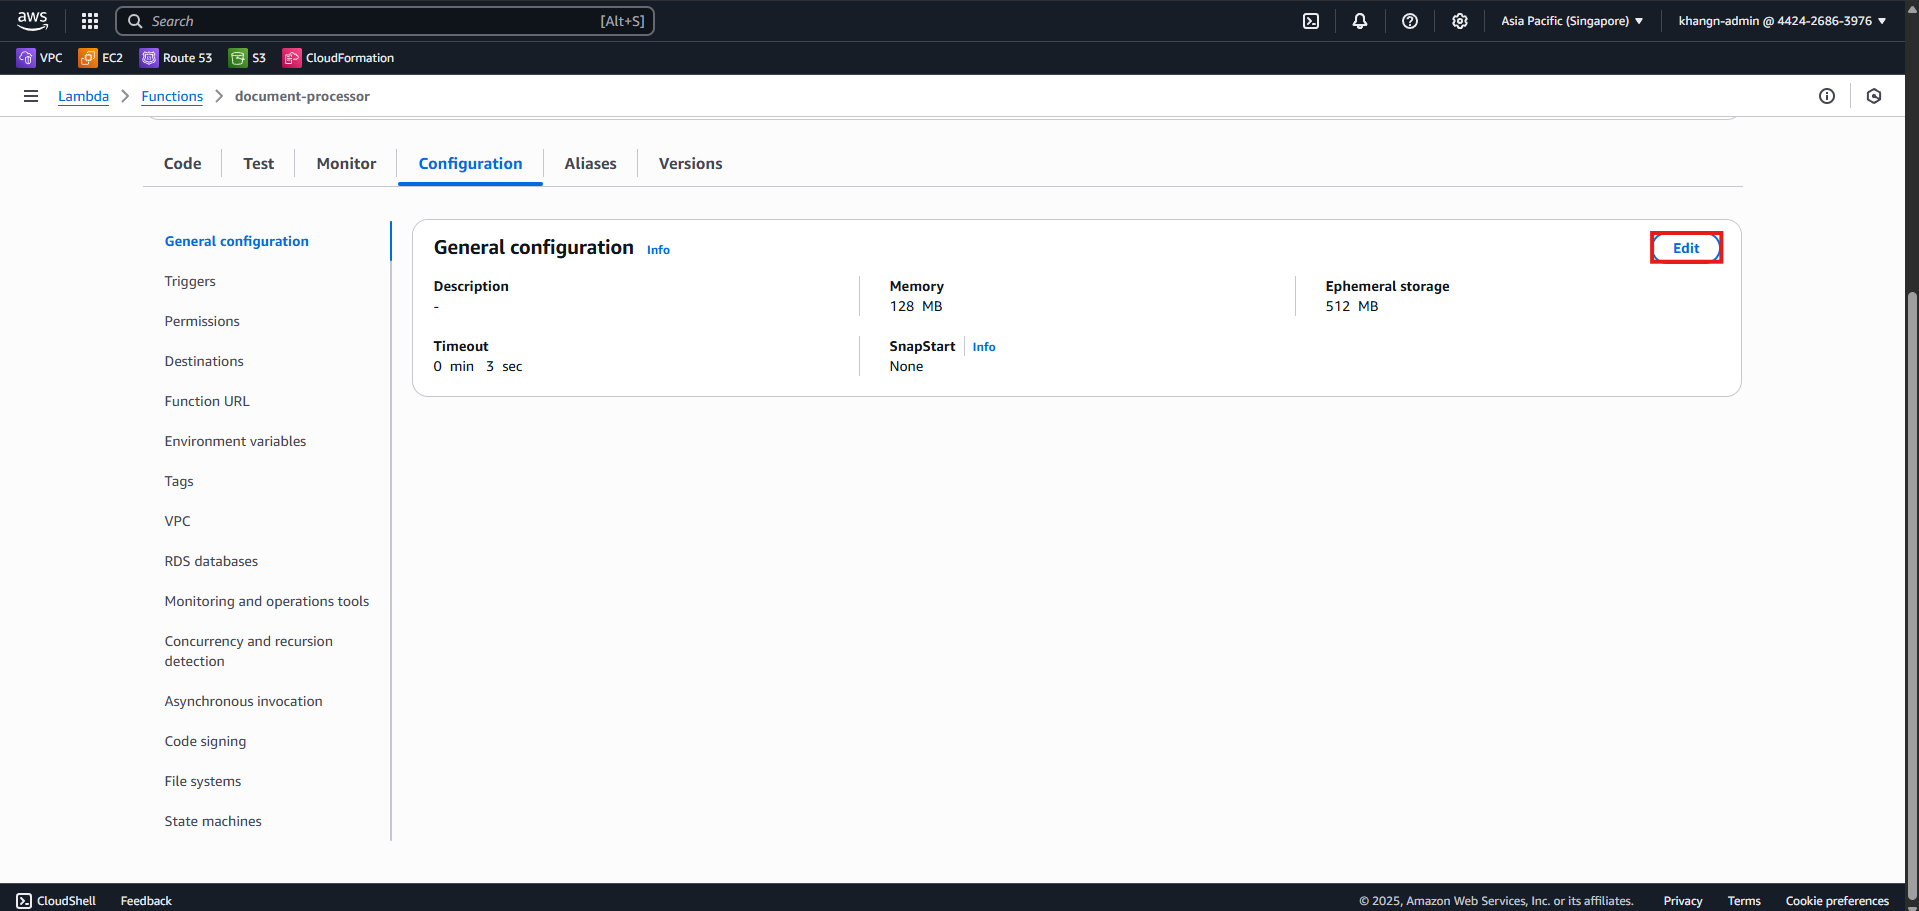 aws
Search [Alt+S]
Asia Pacific (Singapore)
khangn-admin @ 4424-2686-3976
VPC
EC2
Route 53
S3
CloudFormation
Lambda
Functions
document-processor
Code
Test
Monitor
Configuration
Aliases
Versions
General configuration
Triggers
Permissions
Destinations
Function URL
Environment variables
Tags
VPC
RDS databases
Monitoring and operations tools
Concurrency and recursion
detection
Asynchronous invocation
Code signing
File systems
State machines
General configuration Info
Edit
Description
-
Memory
128 MB
Ephemeral storage
512 MB
Timeout
0 min 3 sec
SnapStart Info
None
CloudShell
Feedback
© 2025, Amazon Web Services, Inc. or its affiliates.
Privacy
Terms
Cookie preferences